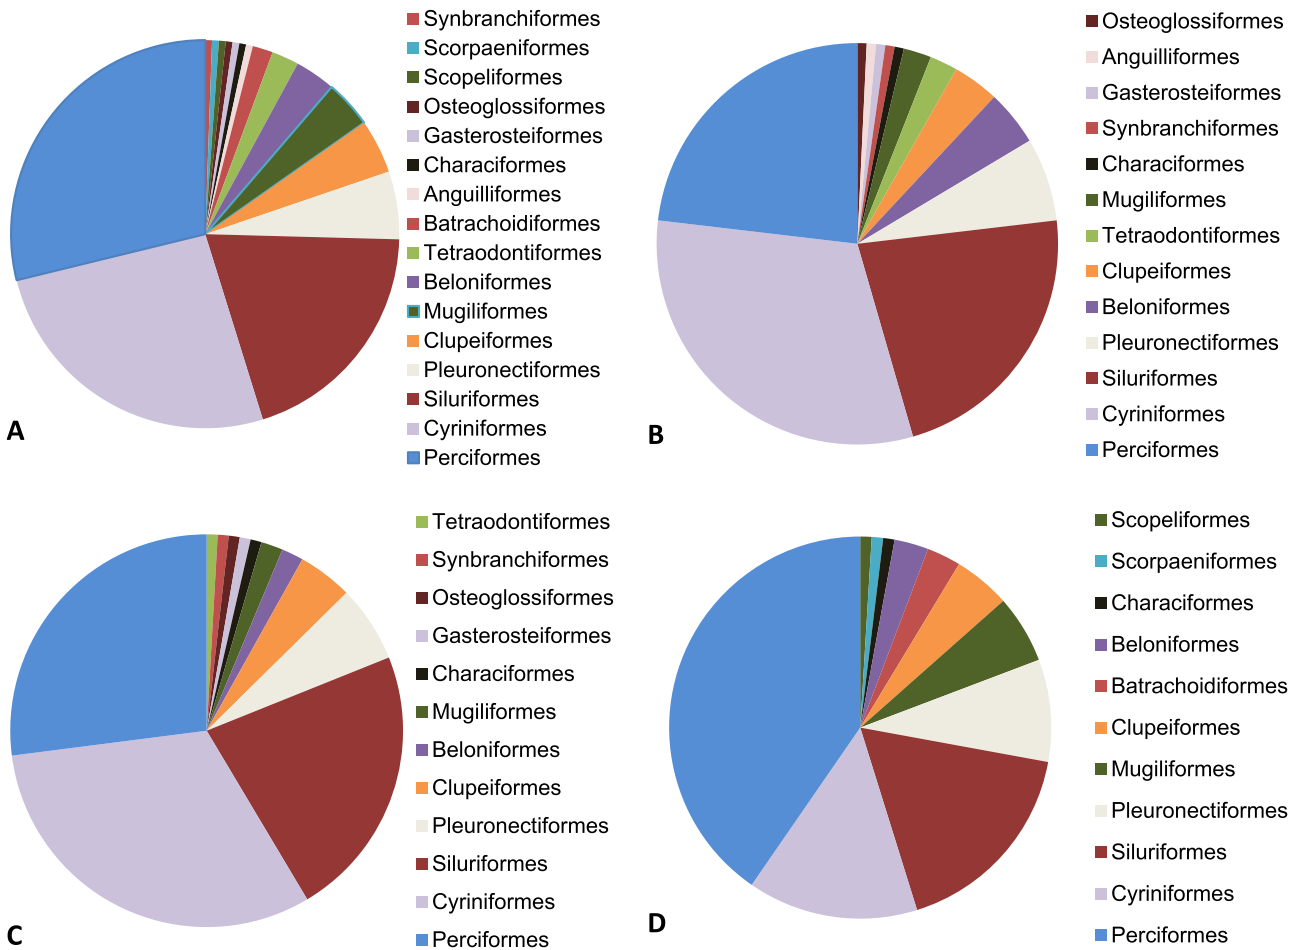 Synbranchiformes
Scorpaeniformes
Scopeliformes
Osteoglossiformes
Gasterosteiformes
Characiformes
Anguilliformes
Batrachoidiformes
Tetraodontiformes
Beloniformes
Mugiliformes
Clupeiformes
Pleuronectiformes
Siluriformes
Cyriniformes
Perciformes
A
Osteoglossiformes
Anguilliformes
Gasterosteiformes
Synbranchiformes
Characiformes
Mugiliformes
Tetraodontiformes
Clupeiformes
Beloniformes
Pleuronectiformes
Siluriformes
Cyriniformes
Perciformes
B
Tetraodontiformes
Synbranchiformes
Osteoglossiformes
Gasterosteiformes
Characiformes
Mugiliformes
Beloniformes
Clupeiformes
Pleuronectiformes
Siluriformes
Cyriniformes
Perciformes
C
Scopeliformes
Scorpaeniformes
Characiformes
Beloniformes
Batrachoidiformes
Clupeiformes
Mugiliformes
Pleuronectiformes
Siluriformes
Cyriniformes
Perciformes
D